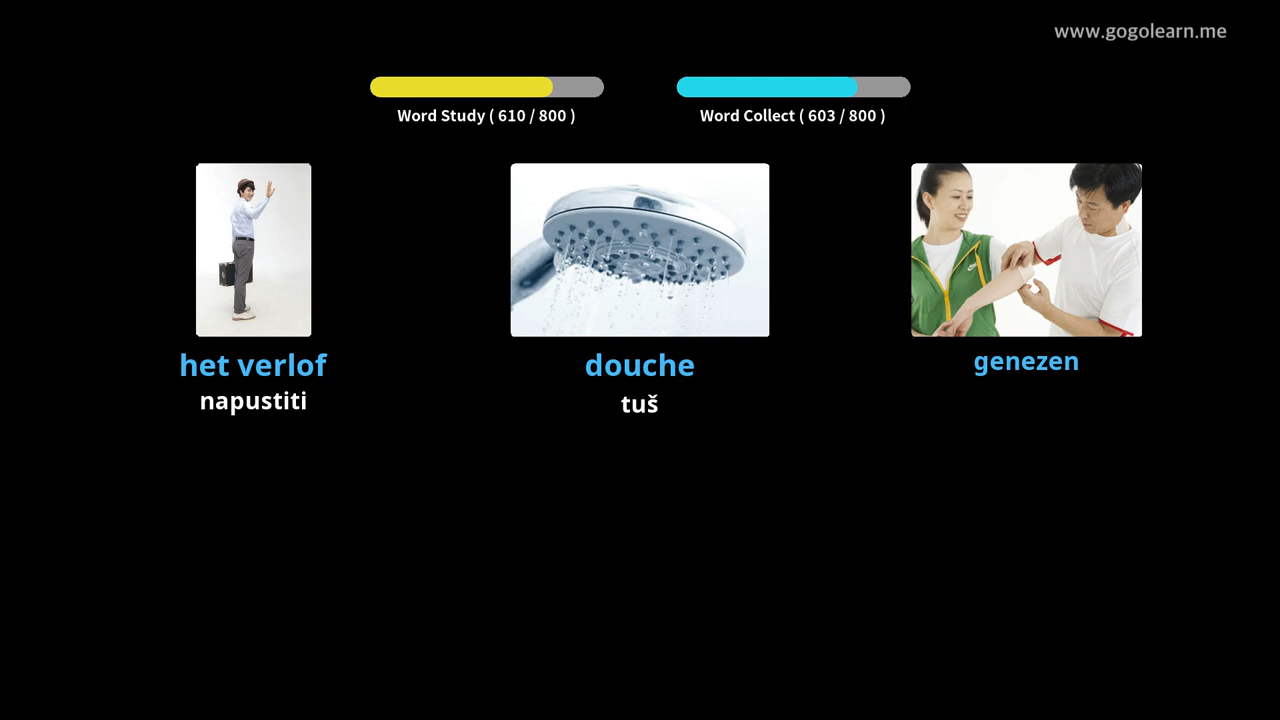 www.gogolearn.me
Word Study ( 610 / 800 )
Word Collect ( 603 / 800 )
het verlof
napustiti
douche
tuš
genezen